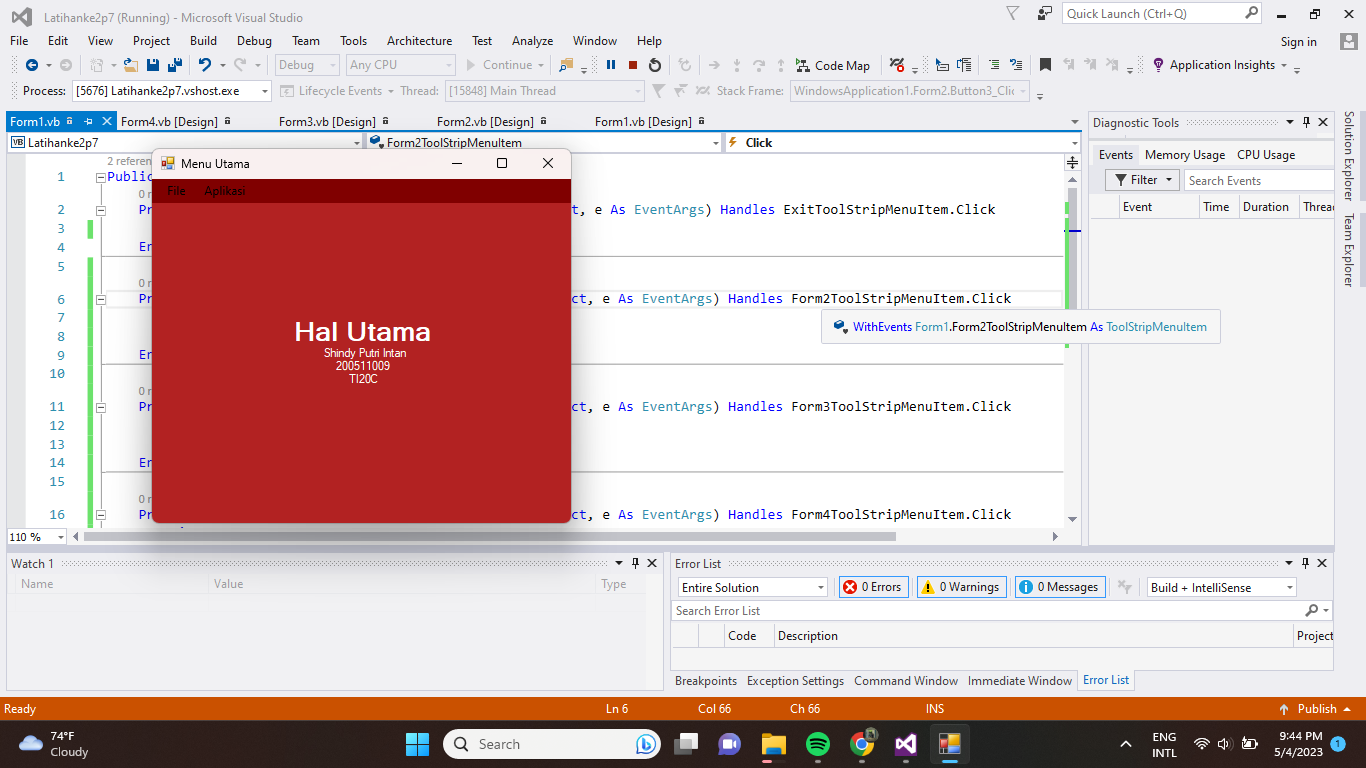 Latihanke2p7 (Running) - Microsoft Visual Studio
Quick Launch (Ctrl+Q)
File Edit View Project Build Debug Team Tools Architecture Test Analyze Window Help
Sign in
Debug Any CPU Continue Code Map Application Insights
Process: [5676] Latihanke2p7.vshost.exe Lifecycle Events Thread: [15848] Main Thread Stack Frame: WindowsApplication1.Form2.Button3_Clic
Form1.vb Form4.vb [Design] Form3.vb [Design] Form2.vb [Design] Form1.vb [Design]
VB Latihanke2p7 Form2ToolStripMenuItem Click
2 referen
1 Public
0 r
2 Pr ct, e As EventArgs) Handles ExitToolStripMenuItem.Click
3
4 En
5
0 r
6 Pr ct, e As EventArgs) Handles Form2ToolStripMenuItem.Click
7
8
9 En
10
0 r
11 Pr ct, e As EventArgs) Handles Form3ToolStripMenuItem.Click
12
13
14 En
15
0 r
16 Pr ct, e As EventArgs) Handles Form4ToolStripMenuItem.Click
WithEvents Form1.Form2ToolStripMenuItem As ToolStripMenuItem
110 %
Menu Utama
File Aplikasi
Hal Utama
Shindy Putri Intan
200511009
TI20C
Diagnostic Tools
Events Memory Usage CPU Usage
Filter Search Events
Event Time Duration Threa
Solution Explorer
Team Explorer
Watch 1
Name Value Type
Error List
Entire Solution 0 Errors 0 Warnings 0 Messages Build + IntelliSense
Search Error List
Code Description Project
Breakpoints Exception Settings Command Window Immediate Window Error List
Ready Ln 6 Col 66 Ch 66 INS Publish
74°F
Cloudy
Search
ENG
INTL
9:44 PM
5/4/2023
1